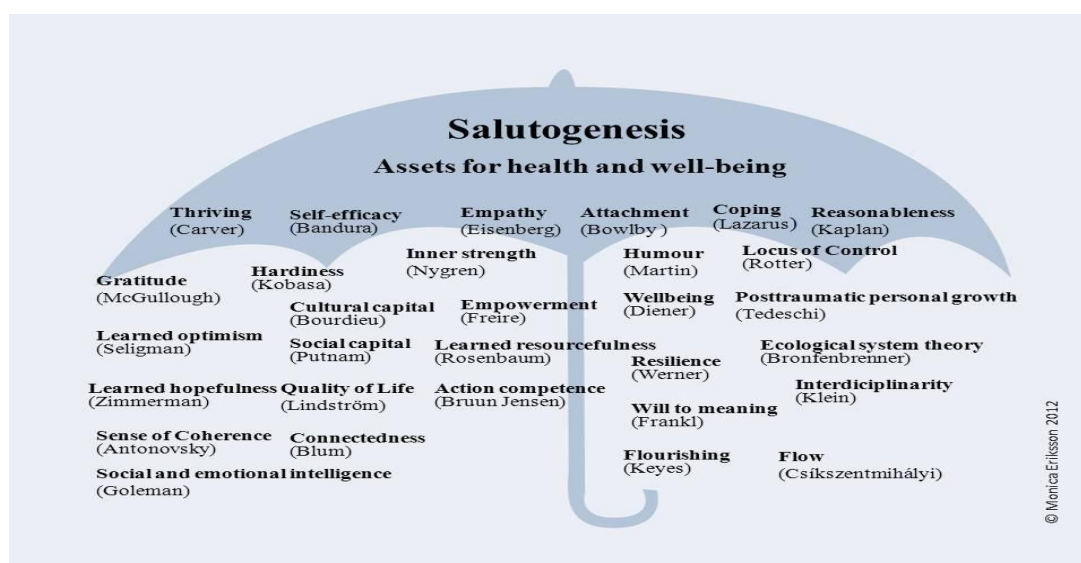 Salutogenesis
Assets for health and well-being
Thriving
(Carver)
Self-efficacy
(Bandura)
Empathy
(Eisenberg)
Attachment
(Bowlby)
Coping
(Lazarus)
Reasonableness
(Kaplan)
Gratitude
(McGullough)
Hardiness
(Kobasa)
Inner strength
(Nygren)
Humour
(Martin)
Locus of Control
(Rotter)
Cultural capital
(Bourdieu)
Empowerment
(Freire)
Wellbeing
(Diener)
Posttraumatic personal growth
(Tedeschi)
Learned optimism
(Seligman)
Social capital
(Putnam)
Learned resourcefulness
(Rosenbaum)
Resilience
(Werner)
Ecological system theory
(Bronfenbrenner)
Learned hopefulness
(Zimmerman)
Quality of Life
(Lindström)
Action competence
(Bruun Jensen)
Will to meaning
(Frankl)
Interdiciplinarity
(Klein)
Sense of Coherence
(Antonovsky)
Connectedness
(Blum)
Flourishing
(Keyes)
Flow
(Csíkszentmihályi)
Social and emotional intelligence
(Goleman)
© Monica Eriksson 2012